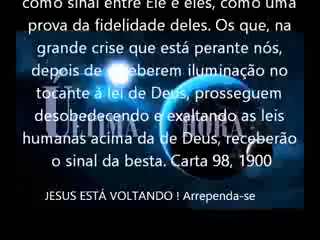 como sinal entre Ele e eles, como uma
prova da fidelidade deles. Os que, na
grande crise que está perante nós,
depois de receberem iluminação no
tocante à lei de Deus, prosseguem
desobedecendo e exaltando as leis
humanas acima da de Deus, receberão
o sinal da besta. Carta 98, 1900
ÚLTIMA HORA
JESUS ESTÁ VOLTANDO ! Arrependa-se